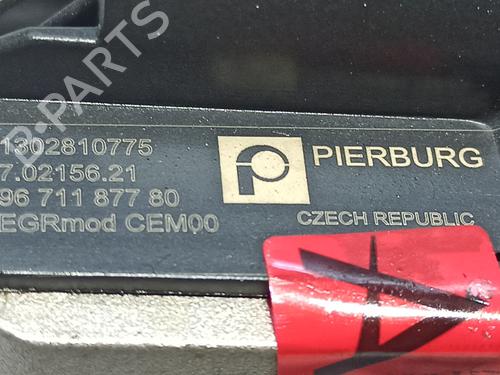 B-PARTS
1302810775
7.02156.21
96 711 877 80
EGRmod CEM00
PIERBURG
CZECH REPUBLIC